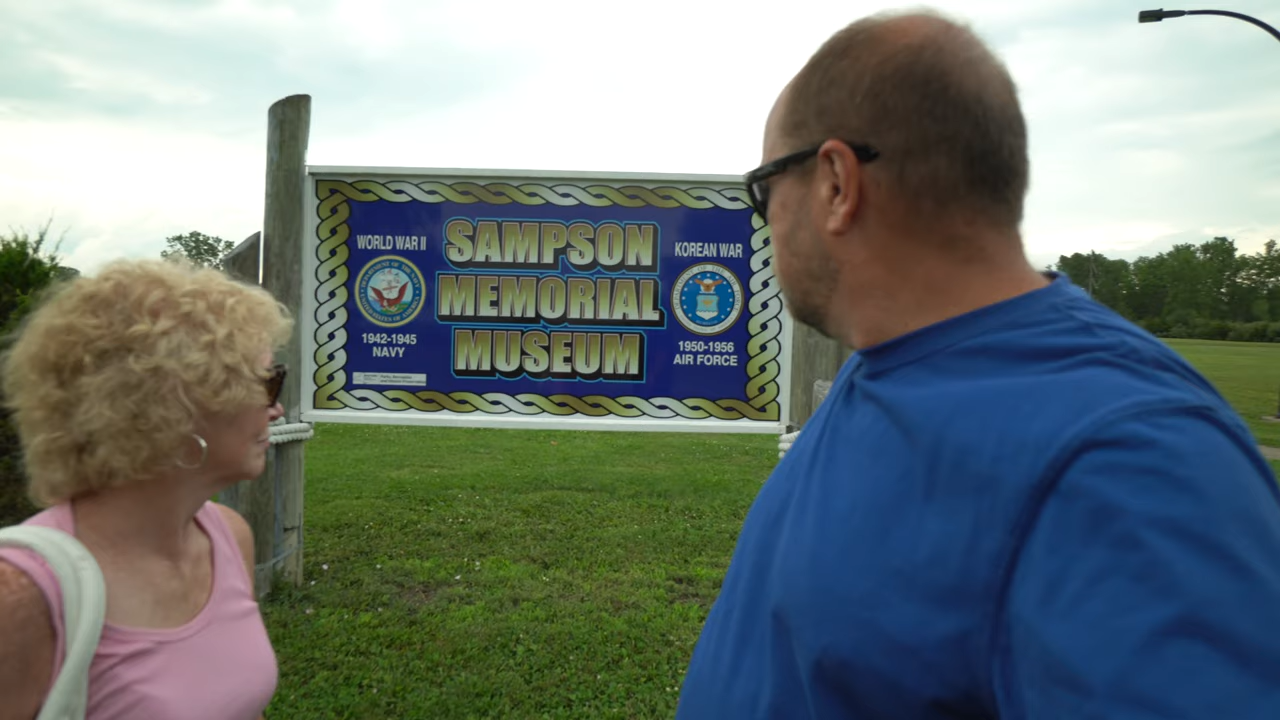 WORLD WAR II
1942-1945
NAVY
SAMPSON
MEMORIAL
MUSEUM
KOREAN WAR
1950-1956
AIR FORCE